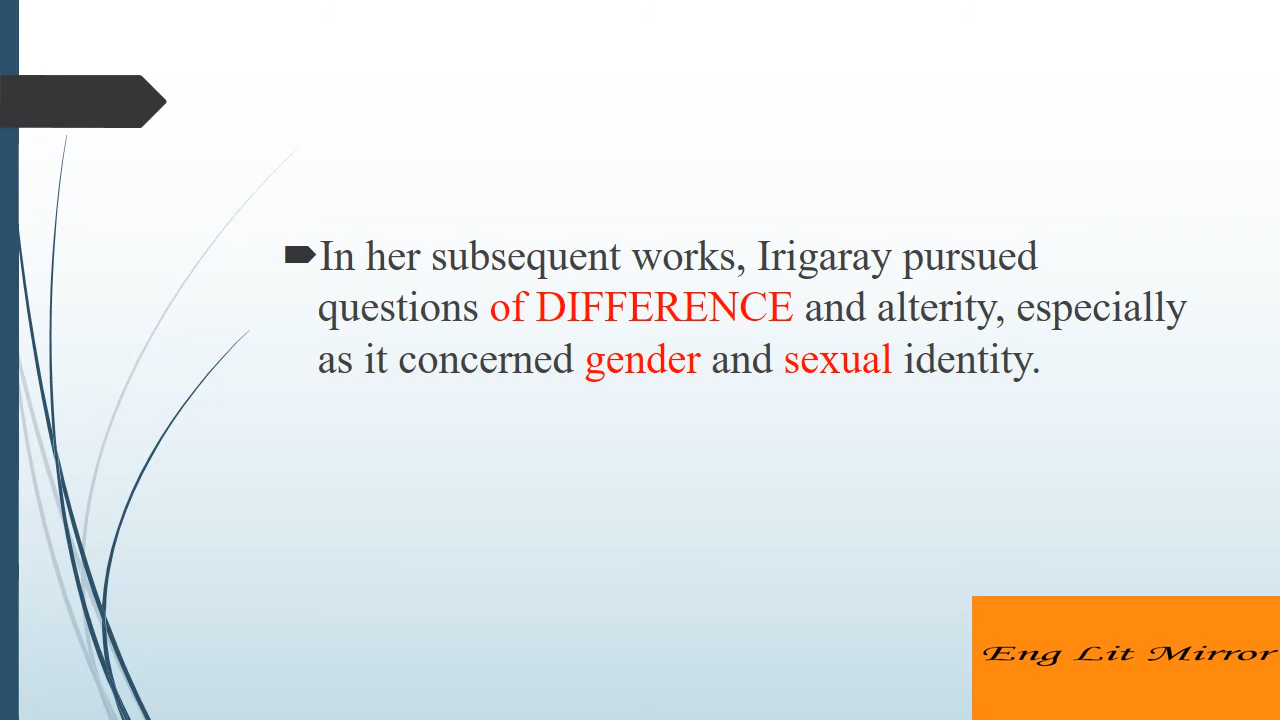 In her subsequent works, Irigaray pursued
questions of DIFFERENCE and alterity, especially
as it concerned gender and sexual identity.
Eng Lit Mirror